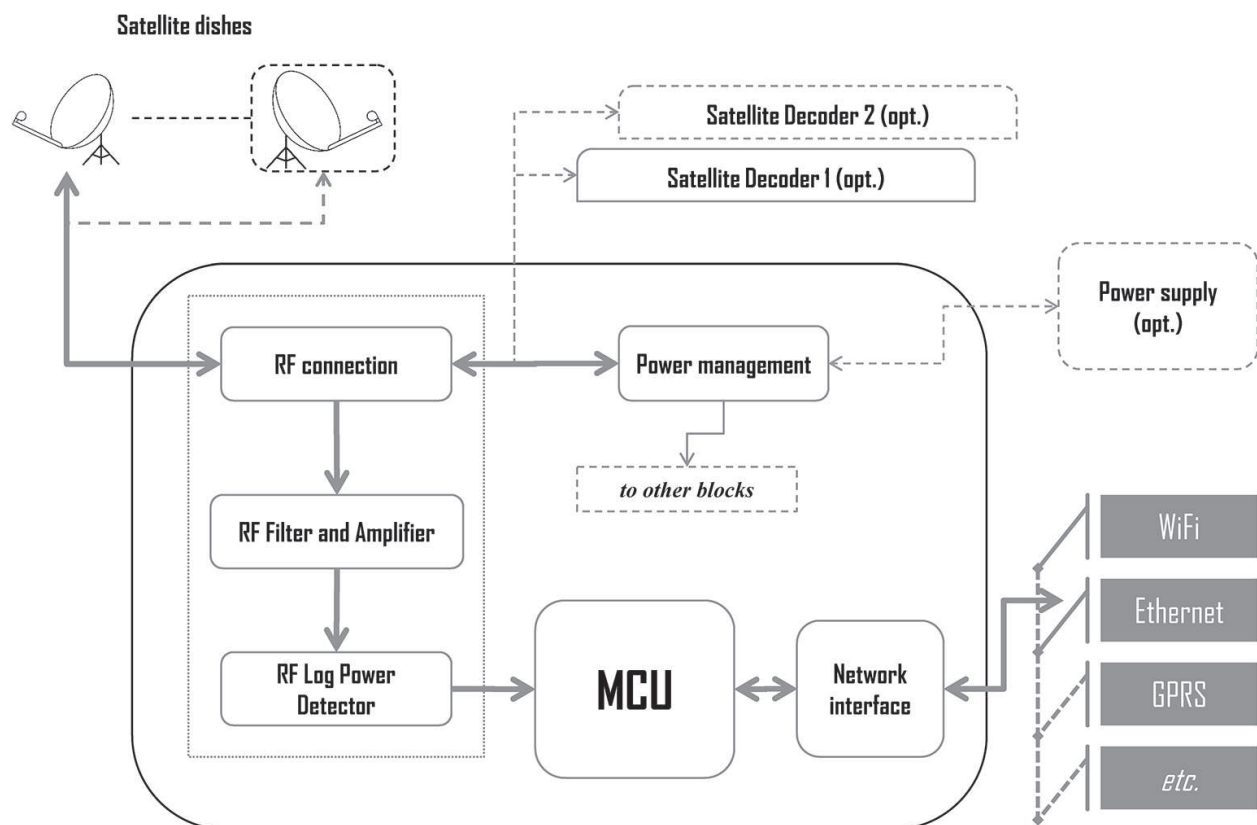 Satellite dishes
Satellite Decoder 2 (opt.)
Satellite Decoder 1 (opt.)
Power supply
(opt.)
RF connection
Power management
to other blocks
RF Filter and Amplifier
WiFi
Ethernet
RF Log Power
Detector
MCU
Network
interface
GPRS
etc.